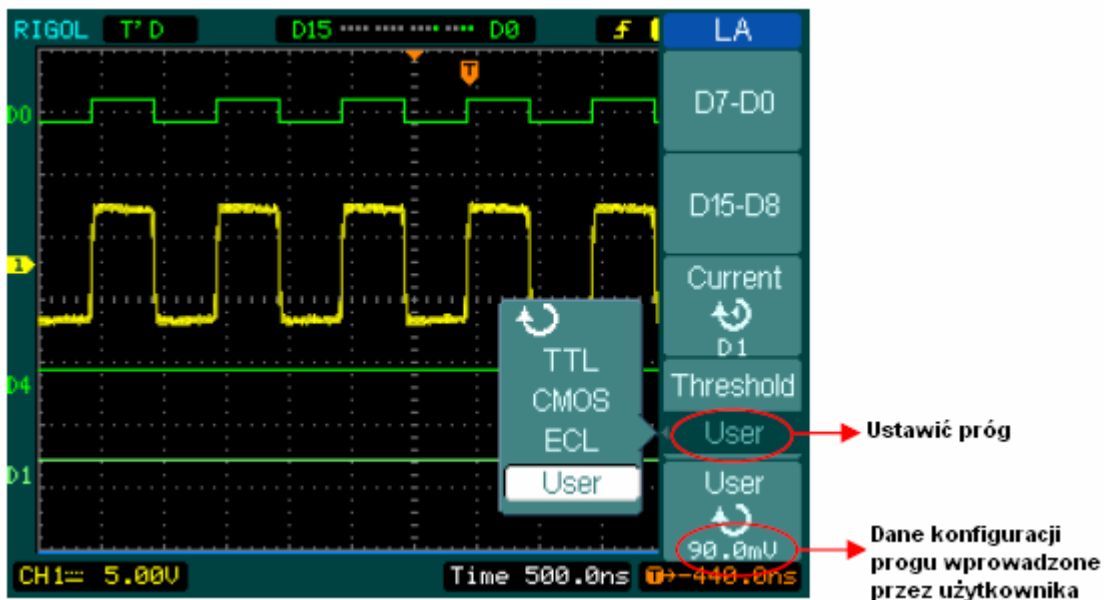 RIGOL T'D D15 D0
LA
D7-D0
D15-D8
Current
D1
Threshold
User
User
90.0mV
D0
1
T
D4
D1
TTL
CMOS
ECL
User
CH1 5.00V Time 500.0ns T→-440.0ns
Ustawić próg
Dane konfiguracji
progu wprowadzone
przez użytkownika